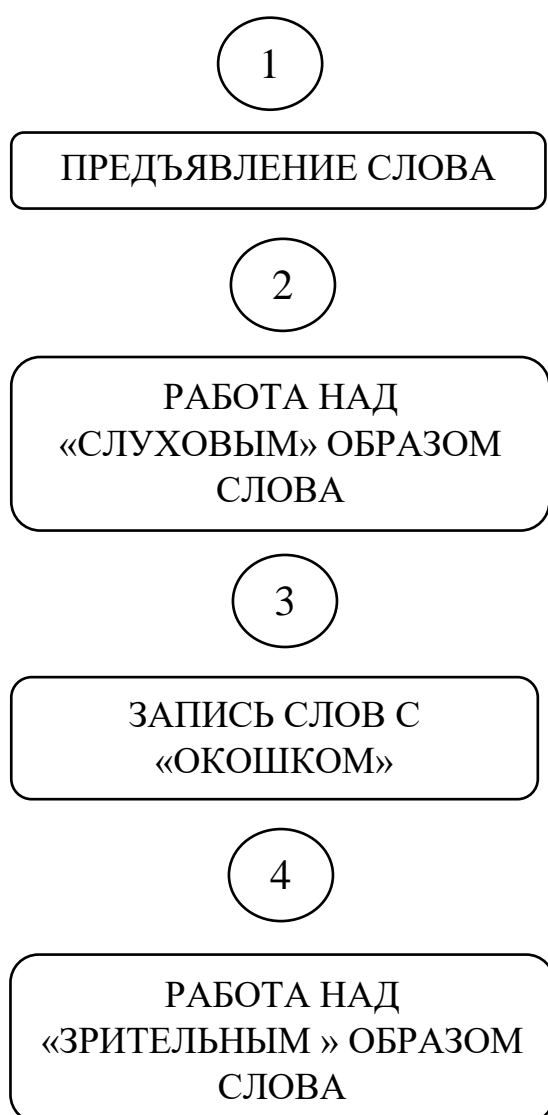 1
ПРЕДЪЯВЛЕНИЕ СЛОВА
2
РАБОТА НАД
«СЛУХОВЫМ» ОБРАЗОМ
СЛОВА
3
ЗАПИСЬ СЛОВ С
«ОКОШКОМ»
4
РАБОТА НАД
«ЗРИТЕЛЬНЫМ » ОБРАЗОМ
СЛОВА